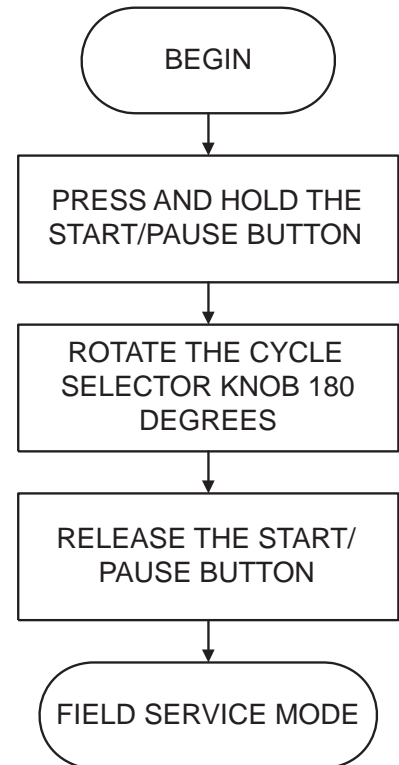 BEGIN
PRESS AND HOLD THE
START/PAUSE BUTTON
ROTATE THE CYCLE
SELECTOR KNOB 180
DEGREES
RELEASE THE START/
PAUSE BUTTON
FIELD SERVICE MODE